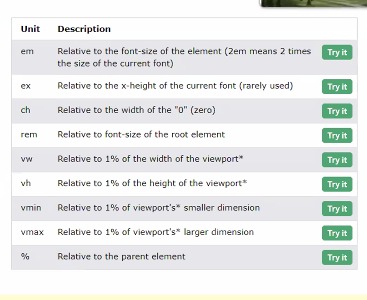 Unit Description
em Relative to the font-size of the element (2em means 2 times Try it
the size of the current font)
ex Relative to the x-height of the current font (rarely used) Try it
ch Relative to the width of the "0" (zero) Try it
rem Relative to font-size of the root element Try it
vw Relative to 1% of the width of the viewport* Try it
vh Relative to 1% of the height of the viewport* Try it
vmin Relative to 1% of viewport's* smaller dimension Try it
vmax Relative to 1% of viewport's* larger dimension Try it
% Relative to the parent element Try it